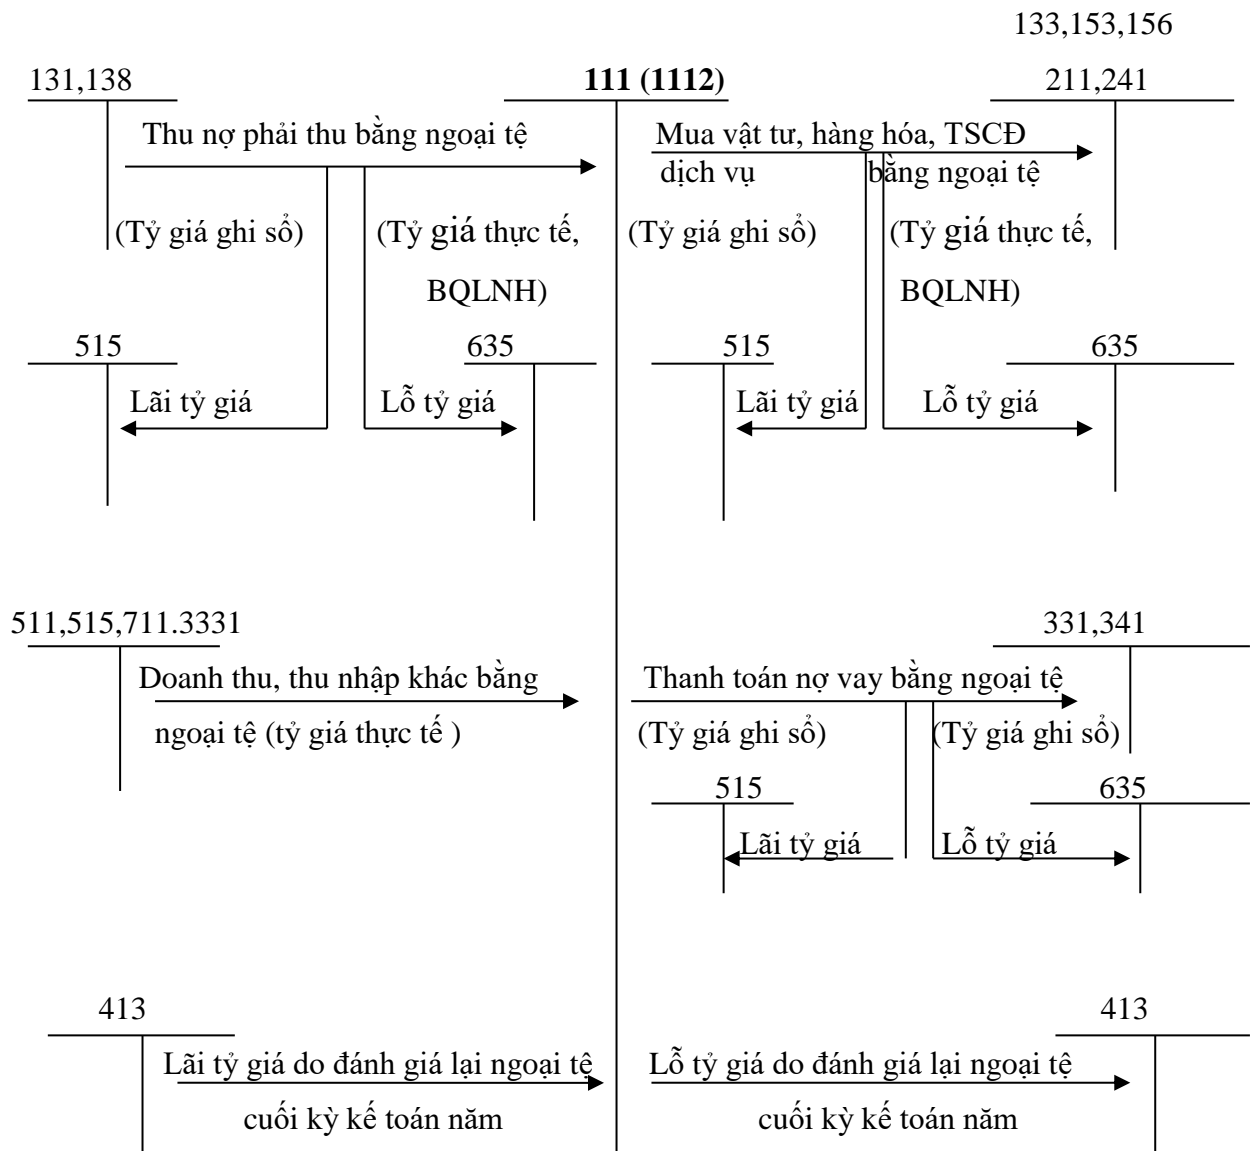 133,153,156
131,138 111 (1112) 211,241
Thu nợ phải thu bằng ngoại tệ Mua vật tư, hàng hóa, TSCĐ
dịch vụ bằng ngoại tệ
(Tỷ giá ghi sổ) (Tỷ giá thực tế, (Tỷ giá ghi sổ) (Tỷ giá thực tế,
BQLNH) BQLNH)
515 635 515 635
Lãi tỷ giá Lỗ tỷ giá Lãi tỷ giá Lỗ tỷ giá
511,515,711.3331 331,341
Doanh thu, thu nhập khác bằng Thanh toán nợ vay bằng ngoại tệ
ngoại tệ (tỷ giá thực tế ) (Tỷ giá ghi sổ) (Tỷ giá ghi sổ)
515 635
Lãi tỷ giá Lỗ tỷ giá
413 413
Lãi tỷ giá do đánh giá lại ngoại tệ Lỗ tỷ giá do đánh giá lại ngoại tệ
cuối kỳ kế toán năm cuối kỳ kế toán năm